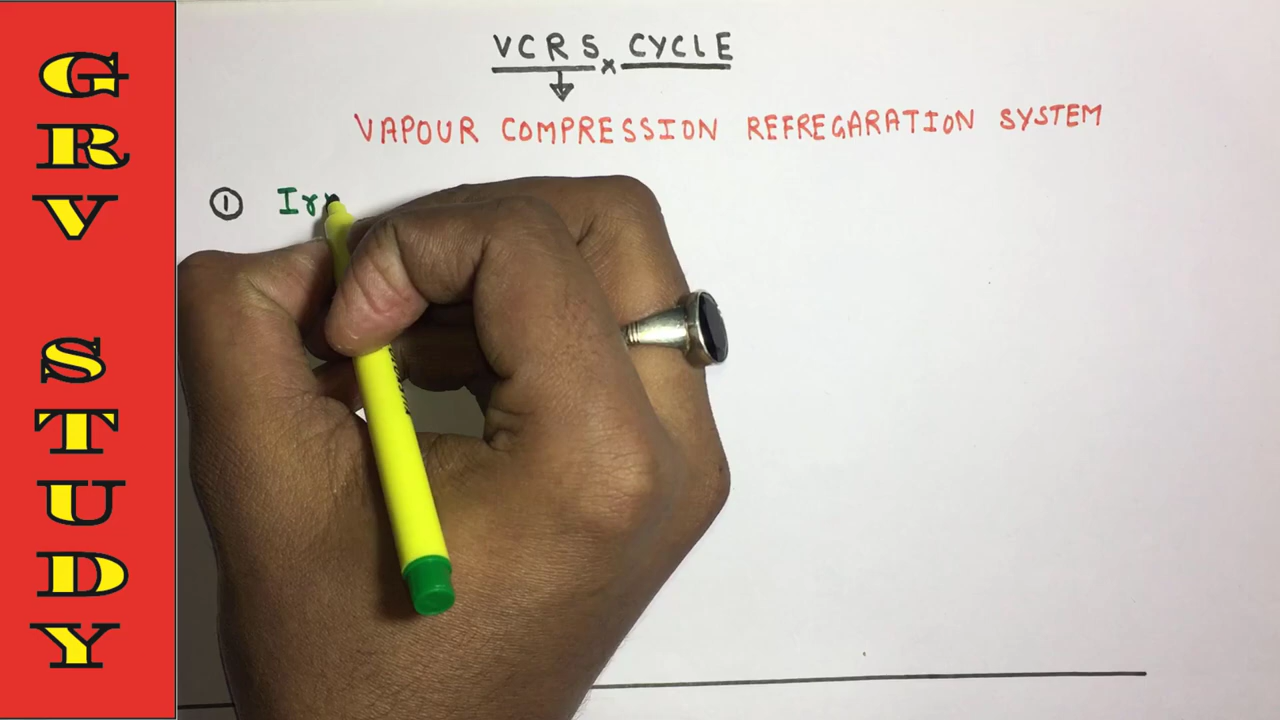 GRV STUDY
VCRS CYCLE
VAPOUR COMPRESSION REFREGARATION SYSTEM
①